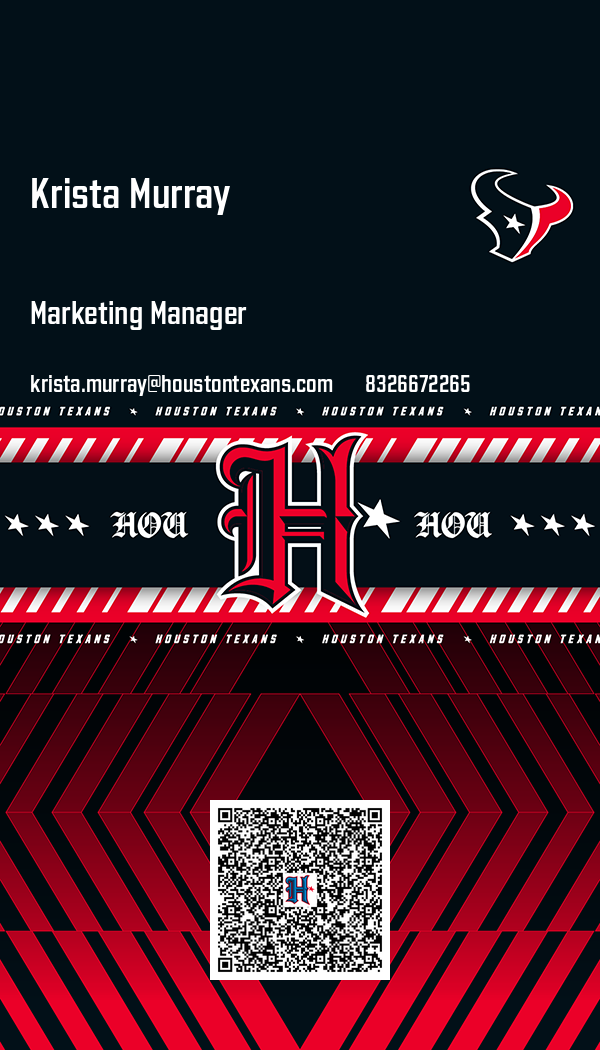 Krista Murray
Marketing Manager
krista.murray@houstontexans.com 8326672265
OUSTON TEXANS HOUSTON TEXANS HOUSTON TEXANS HOUSTON TEXAN
HOU H HOU
OUSTON TEXANS HOUSTON TEXANS HOUSTON TEXANS HOUSTON TEXAN
H